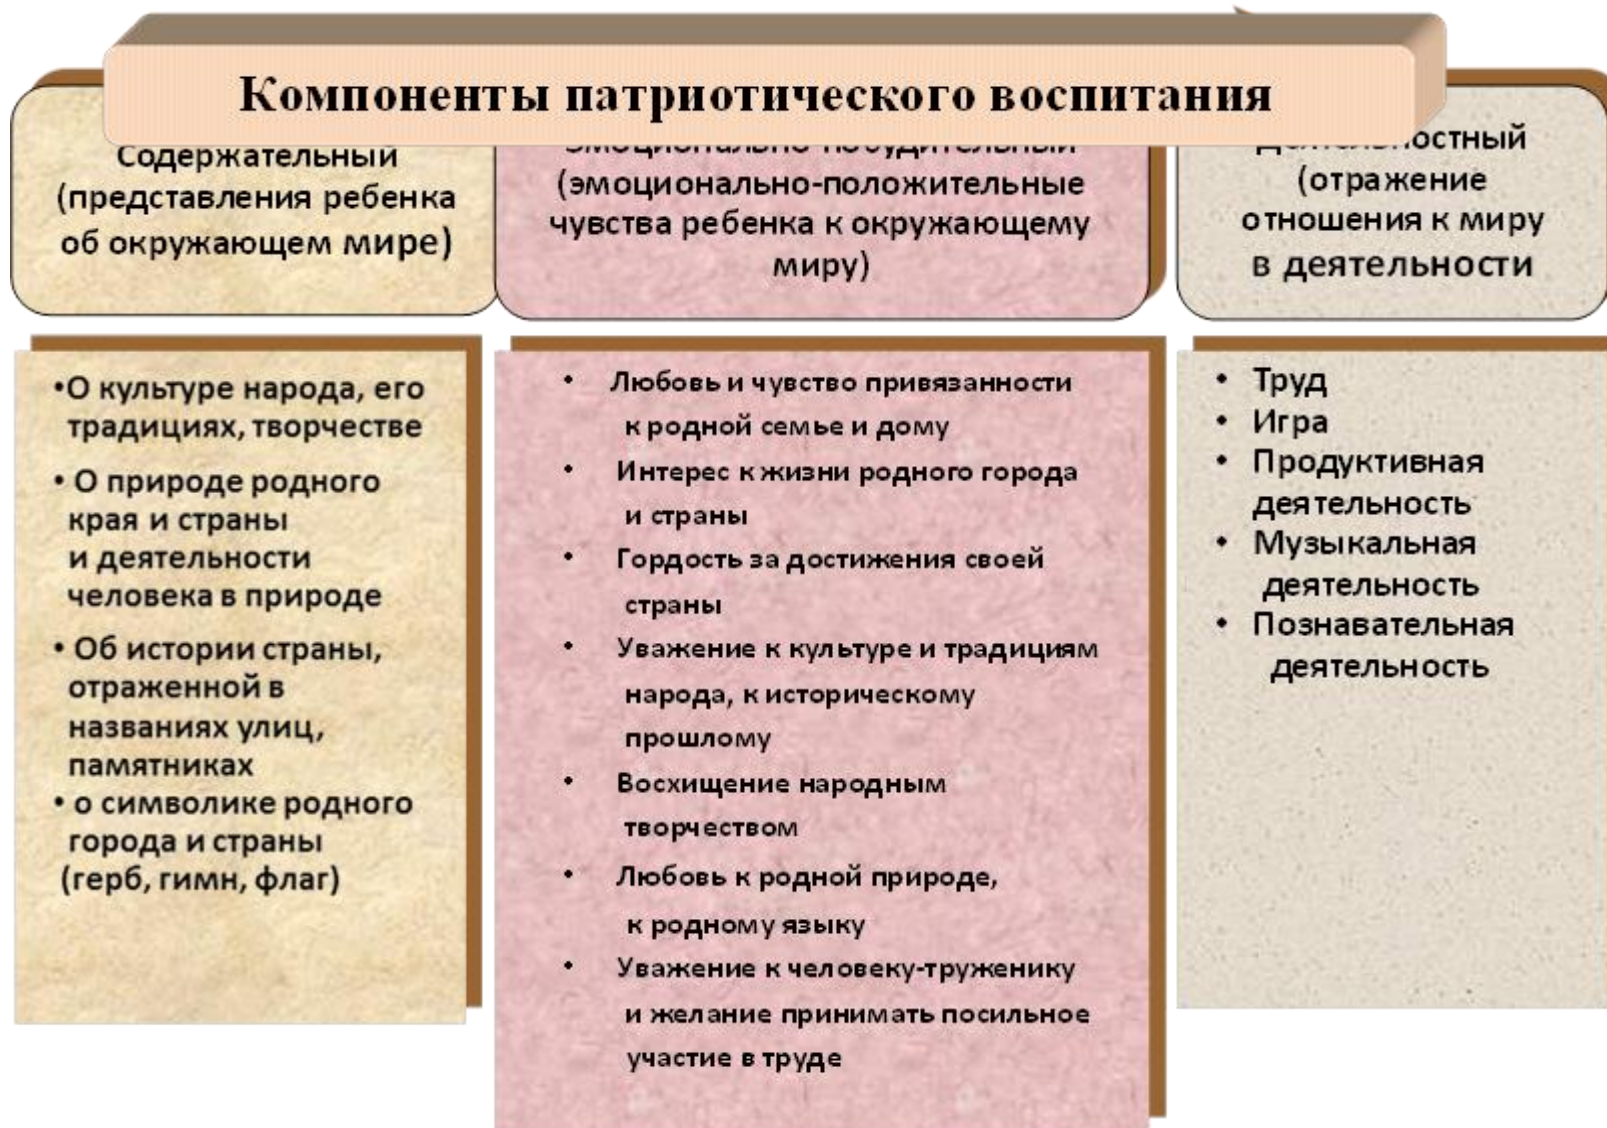 Компоненты патриотического воспитания
Содержательный
(представления ребенка
об окружающем мире)
эмоционально-побудительный
(эмоционально-положительные
чувства ребенка к окружающему
миру)
деятельностный
(отражение
отношения к миру
в деятельности
•О культуре народа, его
традициях, творчестве
• О природе родного
края и страны
и деятельности
человека в природе
• Об истории страны,
отраженной в
названиях улиц,
памятниках
• о символике родного
города и страны
(герб, гимн, флаг)
• Любовь и чувство привязанности
к родной семье и дому
• Интерес к жизни родного города
и страны
• Гордость за достижения своей
страны
• Уважение к культуре и традициям
народа, к историческому
прошлому
• Восхищение народным
творчеством
• Любовь к родной природе,
к родному языку
• Уважение к человеку-труженику
и желание принимать посильное
участие в труде
• Труд
• Игра
• Продуктивная
деятельность
• Музыкальная
деятельность
• Познавательная
деятельность